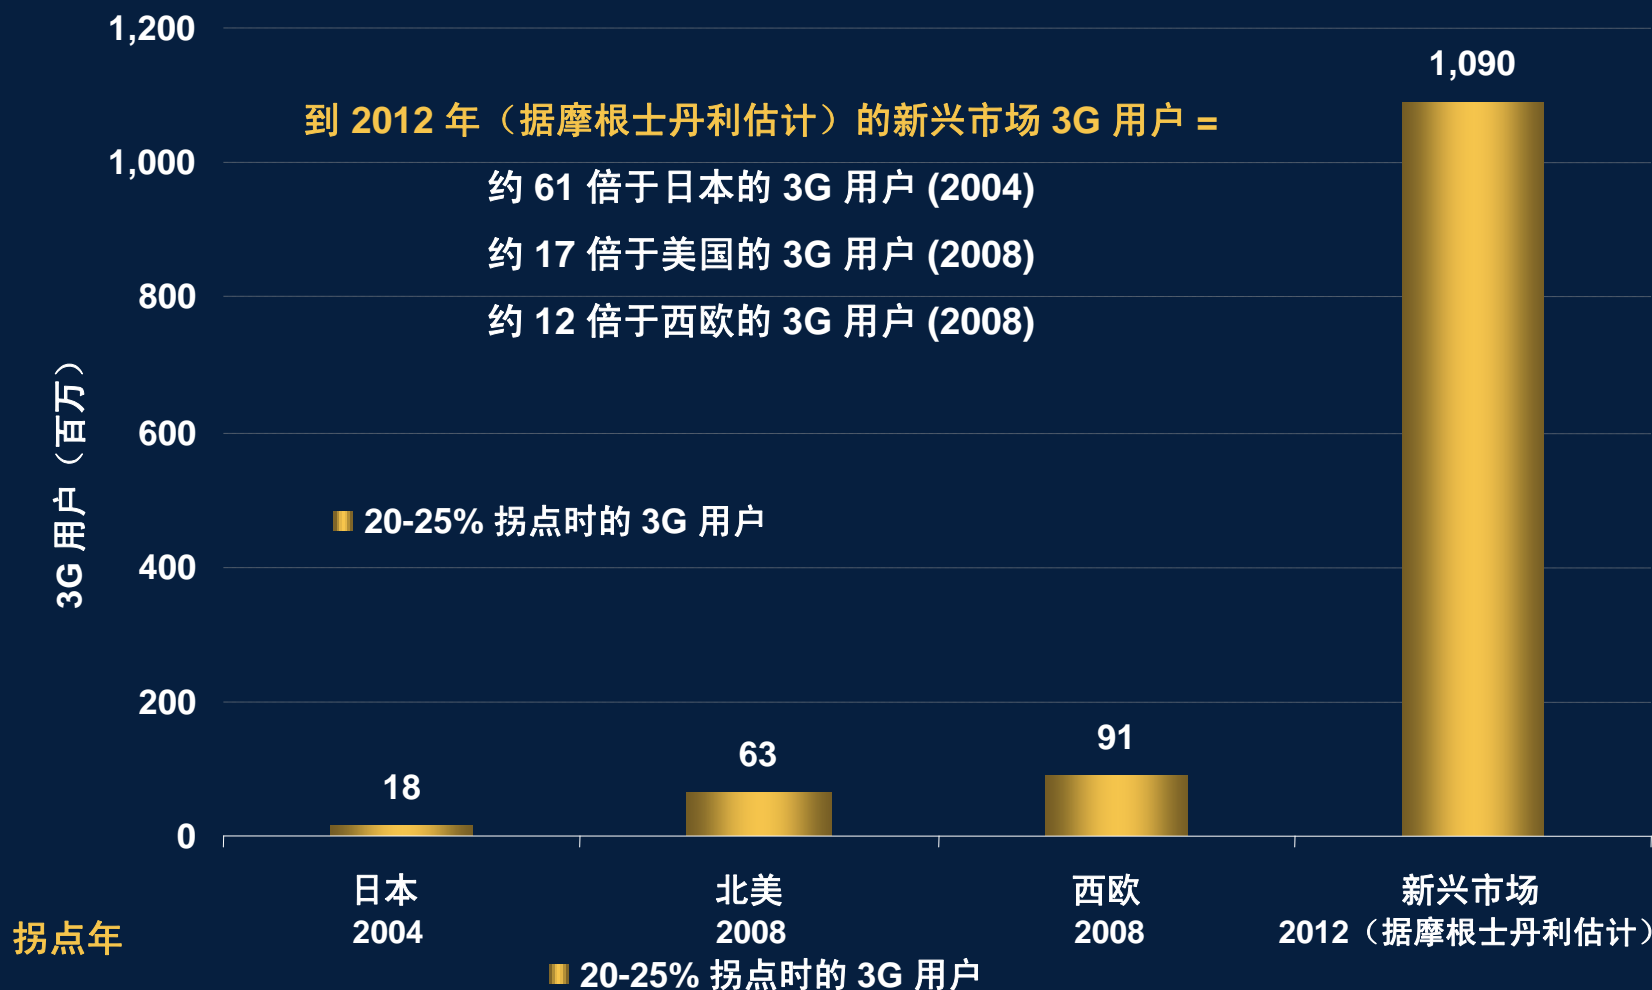 1,200
1,090
到 2012 年（据摩根士丹利估计）的新兴市场 3G 用户 =
1,000
约 61 倍于日本的 3G 用户 (2004)
约 17 倍于美国的 3G 用户 (2008)
800
约 12 倍于西欧的 3G 用户 (2008)
3G 用户（百万）
600
20-25% 拐点时的 3G 用户
400
200
91
63
18
0
日本 北美 西欧 新兴市场
拐点年 2004 2008 2008 2012（据摩根士丹利估计）
20-25% 拐点时的 3G 用户